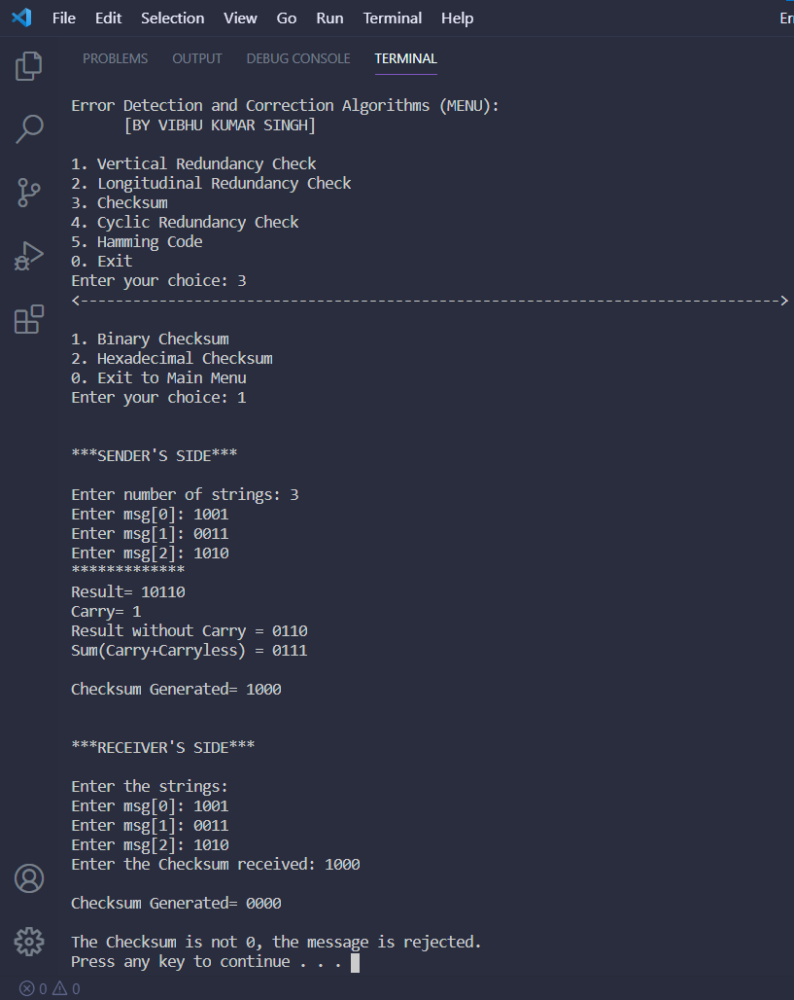 File Edit Selection View Go Run Terminal Help Er
PROBLEMS OUTPUT DEBUG CONSOLE TERMINAL
Error Detection and Correction Algorithms (MENU):
[BY VIBHU KUMAR SINGH]
1. Vertical Redundancy Check
2. Longitudinal Redundancy Check
3. Checksum
4. Cyclic Redundancy Check
5. Hamming Code
0. Exit
Enter your choice: 3
<-------------------------------------------------------------------------------->
1. Binary Checksum
2. Hexadecimal Checksum
0. Exit to Main Menu
Enter your choice: 1
***SENDER'S SIDE***
Enter number of strings: 3
Enter msg[0]: 1001
Enter msg[1]: 0011
Enter msg[2]: 1010
*************
Result= 10110
Carry= 1
Result without Carry = 0110
Sum(Carry+Carryless) = 0111
Checksum Generated= 1000
***RECEIVER'S SIDE***
Enter the strings:
Enter msg[0]: 1001
Enter msg[1]: 0011
Enter msg[2]: 1010
Enter the Checksum received: 1000
Checksum Generated= 0000
The Checksum is not 0, the message is rejected.
Press any key to continue . . .
0 0